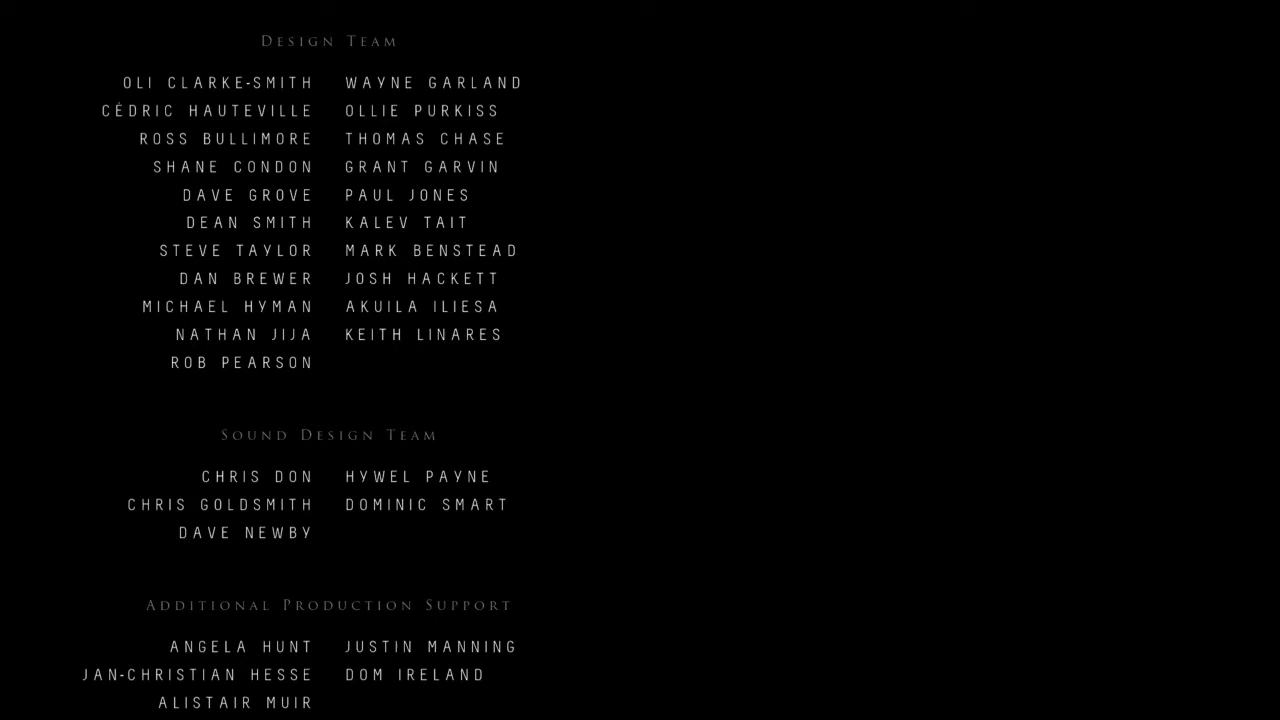 Design Team
OLI CLARKE-SMITH WAYNE GARLAND
CÉDRIC HAUTEVILLE OLLIE PURKISS
ROSS BULLIMORE THOMAS CHASE
SHANE CONDON GRANT GARVIN
DAVE GROVE PAUL JONES
DEAN SMITH KALEV TAIT
STEVE TAYLOR MARK BENSTEAD
DAN BREWER JOSH HACKETT
MICHAEL HYMAN AKUILA ILIESA
NATHAN JIJA KEITH LINARES
ROB PEARSON
Sound Design Team
CHRIS DON HYWEL PAYNE
CHRIS GOLDSMITH DOMINIC SMART
DAVE NEWBY
Additional Production Support
ANGELA HUNT JUSTIN MANNING
JAN-CHRISTIAN HESSE DOM IRELAND
ALISTAIR MUIR